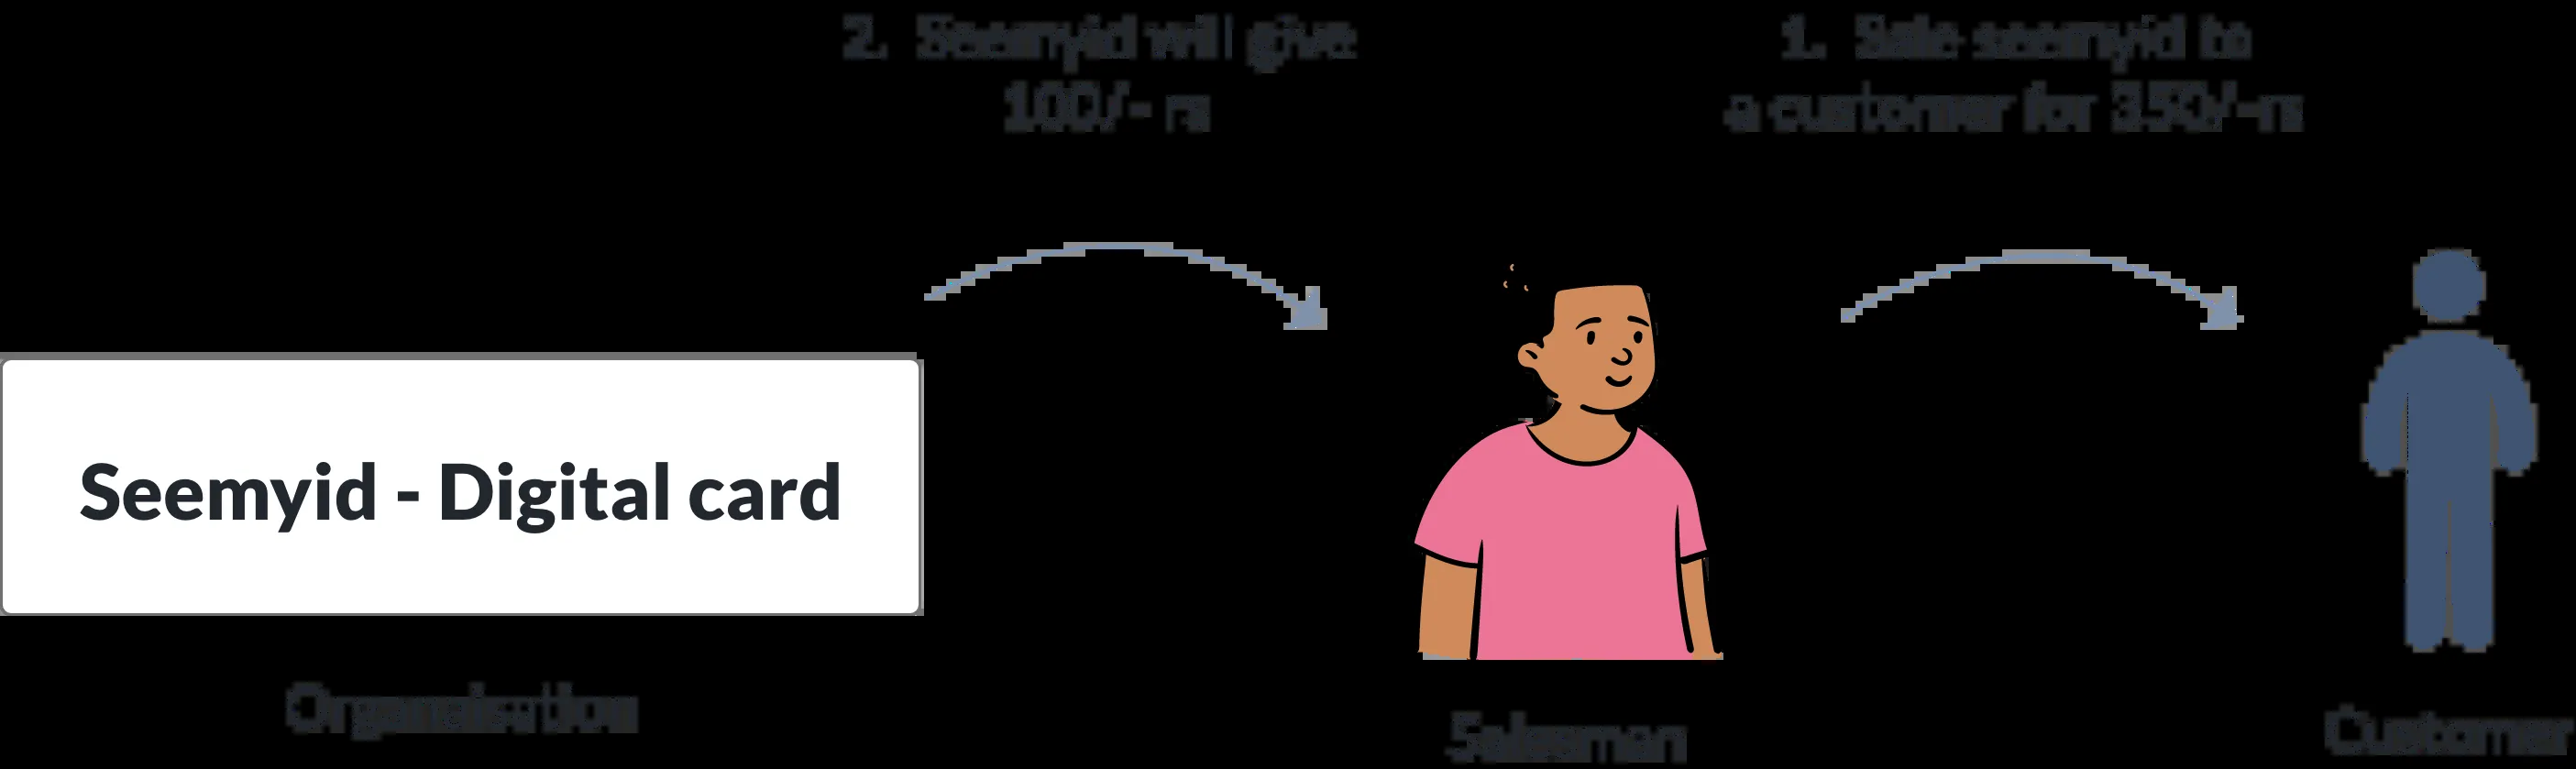 2. Seemyid will give
100/- rs
1. Sale seemyid to
a customer for 350/-rs
Seemyid - Digital card
Organisation
Salesman
Customer